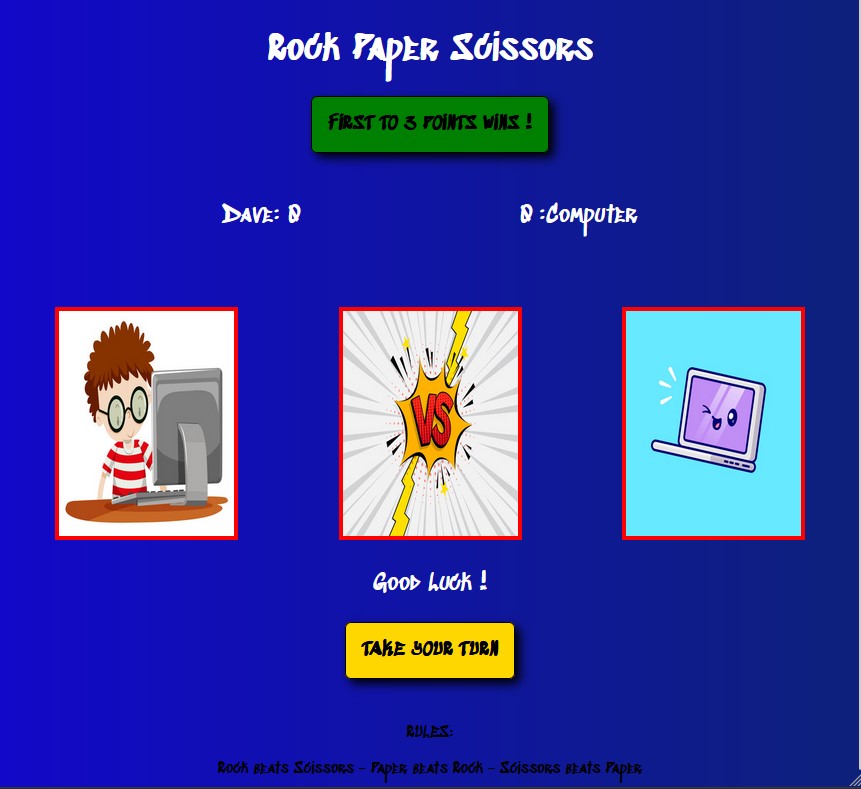 Rock Paper Scissors
First to 3 points wins !
Dave: 0 0 :Computer
VS
Good Luck !
Take your turn
Rules:
Rock beats Scissors - Paper beats Rock - Scissors beats Paper